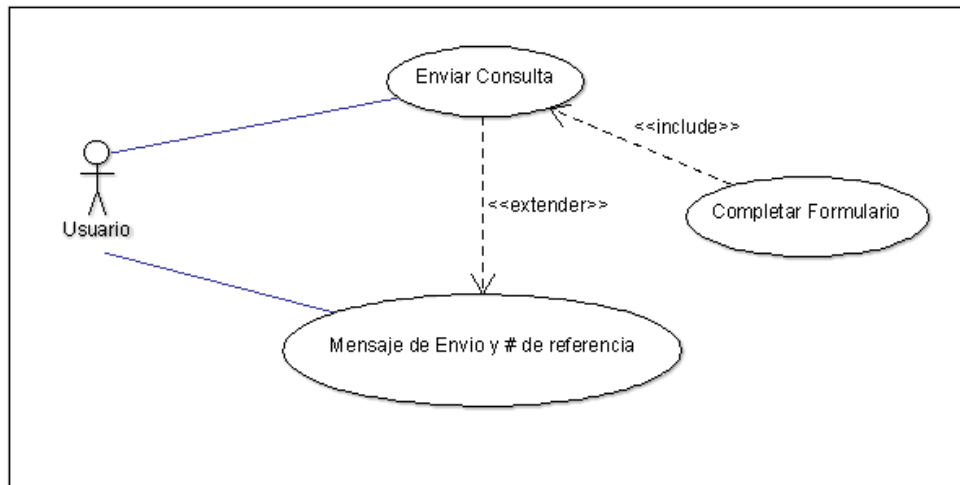 Enviar Consulta
<<include>>
<<extender>>
Completar Formulario
Usuario
Mensaje de Envio y # de referencia